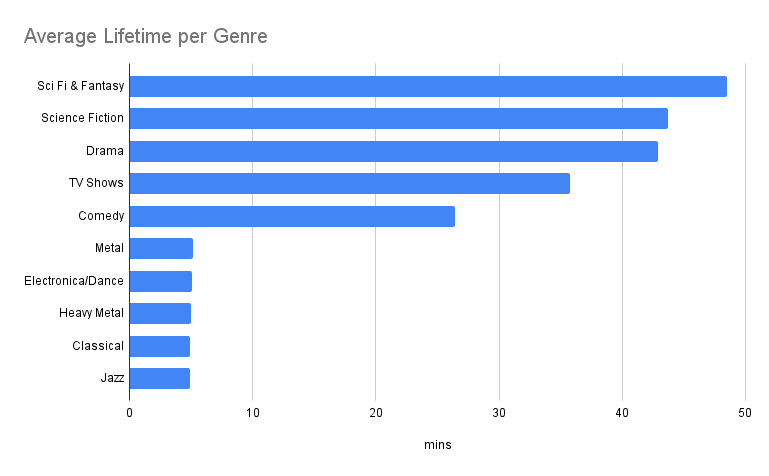 Average Lifetime per Genre
Sci Fi & Fantasy
Science Fiction
Drama
TV Shows
Comedy
Metal
Electronica/Dance
Heavy Metal
Classical
Jazz
0 10 20 30 40 50
mins